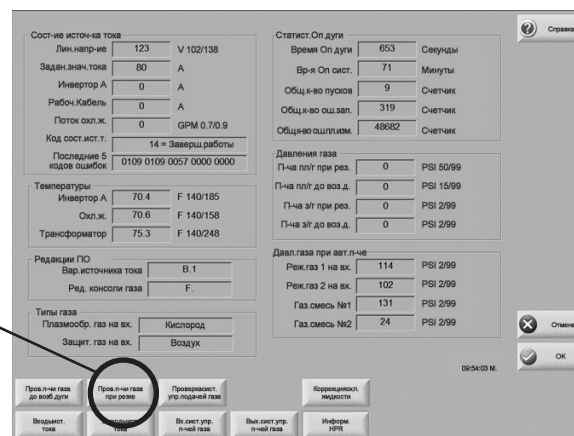 Справка
Сост-ие источ-ка тока
Лин.напр-ие 123 V 102/138
Задан.знач.тока 80 A
Инвертор A 0 A
Рабоч.Кабель 0 A
Поток охл.ж. 0 GPM 0.7/0.9
Код сост.ист.т. 14 = Заверш.работы
Последние 5 кодов ошибок 0109 0109 0057 0000 0000
Температуры
Инвертор A 70.4 F 140/185
Охл.ж. 70.6 F 140/158
Трансформатор 75.3 F 140/248
Редакции ПО
Вар.источника тока B.1
Ред. консоли газа F.
Типы газа
Плазмообр. газ на вх. Кислород
Защит. газ на вх. Воздух
Статист.Оп дуги
Время Оп дуги 653 Секунды
Вр-я Оп сист. 71 Минуты
Общ.к-во пусков 9 Счетчик
Общ.к-во ош.зап. 319 Счетчик
Общ.к-во ошлл.изм. 48682 Счетчик
Давления газа
П-ча пл/г при рез. 0 PSI 50/99
П-ча пл/г до воз.д. 0 PSI 15/99
П-ча з/г при рез. 0 PSI 2/99
П-ча з/г до воз.д. 0 PSI 2/99
Давл.газа при авт.п-че
Реж.газ 1 на вх. 114 PSI 2/99
Реж.газ 2 на вх. 102 PSI 2/99
Газ.смесь №1 131 PSI 2/99
Газ.смесь №2 24 PSI 2/99
Отмена
OK
09:54:03 М.
Пров.п-чи газа до возб.дуги
Пров.п-чи газа при резке
Проверкасист. упр.подачей газа
Коррекцияохл. жидкости
Входыист. тока
тока
Вх.сист.упр. п-чей газа
Вых.сист.упр. п-чей газа
Информ. HPR